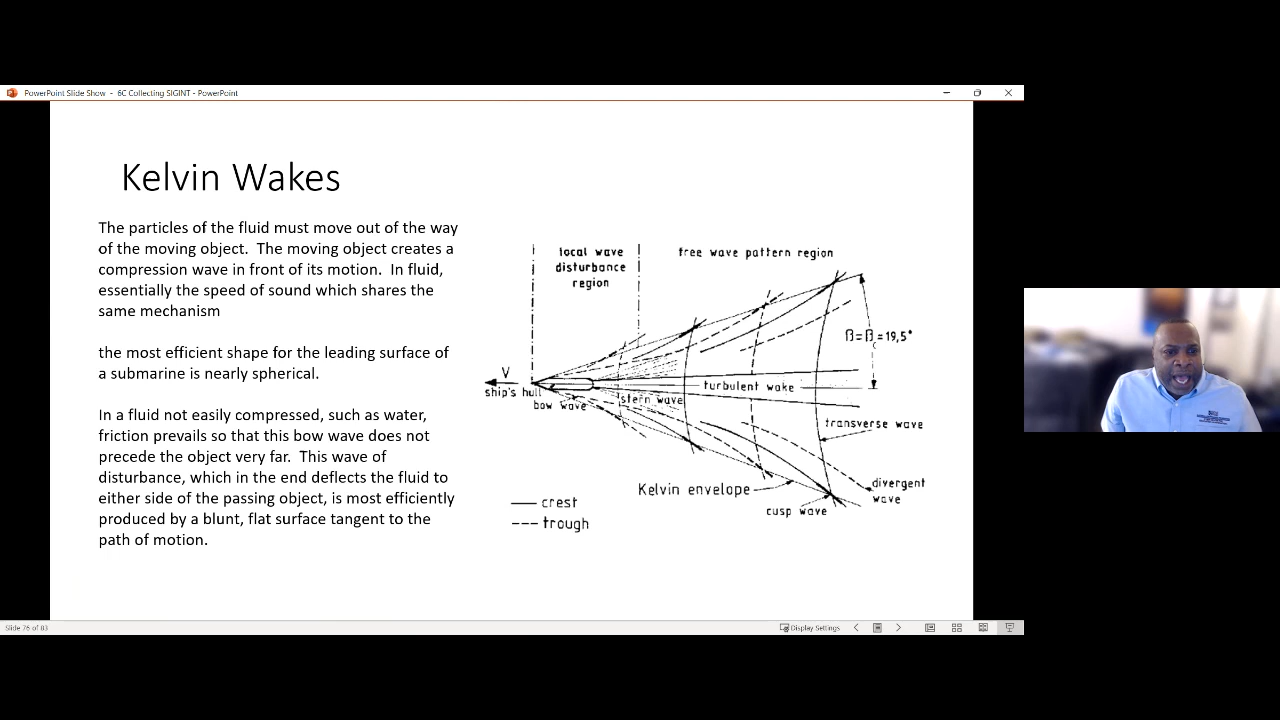 PowerPoint Slide Show - 6C Collecting SIGINT - PowerPoint
Kelvin Wakes
The particles of the fluid must move out of the way
of the moving object. The moving object creates a
compression wave in front of its motion. In fluid,
essentially the speed of sound which shares the
same mechanism
the most efficient shape for the leading surface of
a submarine is nearly spherical.
In a fluid not easily compressed, such as water,
friction prevails so that this bow wave does not
precede the object very far. This wave of
disturbance, which in the end deflects the fluid to
either side of the passing object, is most efficiently
produced by a blunt, flat surface tangent to the
path of motion.
local wave
disturbance
region
free wave pattern region
β=β꜀=19,5°
V
ship's hull
bow wave
stern wave
turbulent wake
transverse wave
Kelvin envelope
divergent
wave
cusp wave
crest
trough
Slide 76 of 83
Display Settings